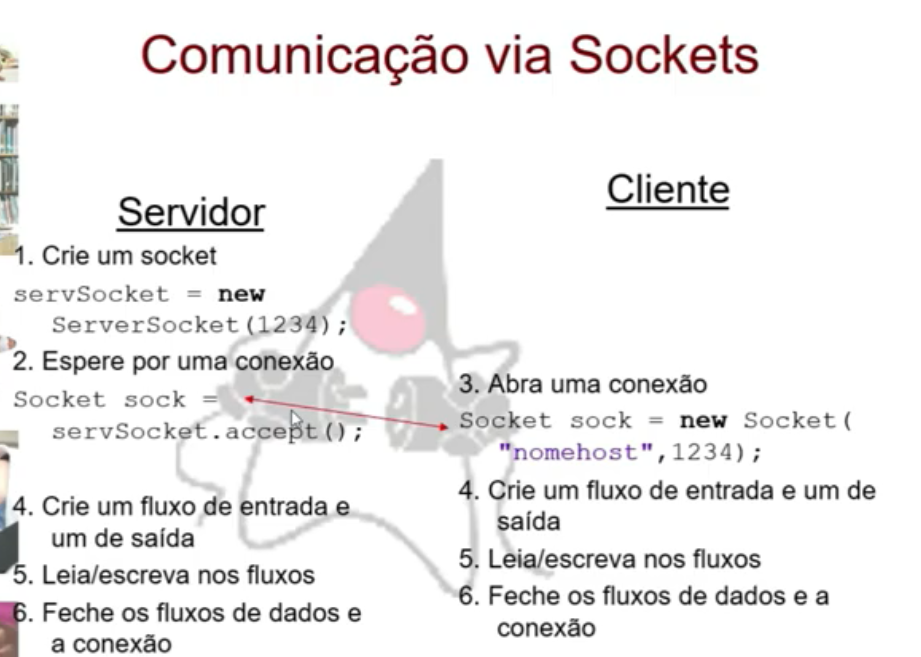 Comunicação via Sockets
Servidor
1. Crie um socket
servSocket = new
ServerSocket(1234);
2. Espere por uma conexão
Socket sock =
servSocket.accept();
4. Crie um fluxo de entrada e
um de saída
5. Leia/escreva nos fluxos
6. Feche os fluxos de dados e
a conexão
Cliente
3. Abra uma conexão
Socket sock = new Socket(
"nomehost",1234);
4. Crie um fluxo de entrada e um de
saída
5. Leia/escreva nos fluxos
6. Feche os fluxos de dados e a
conexão